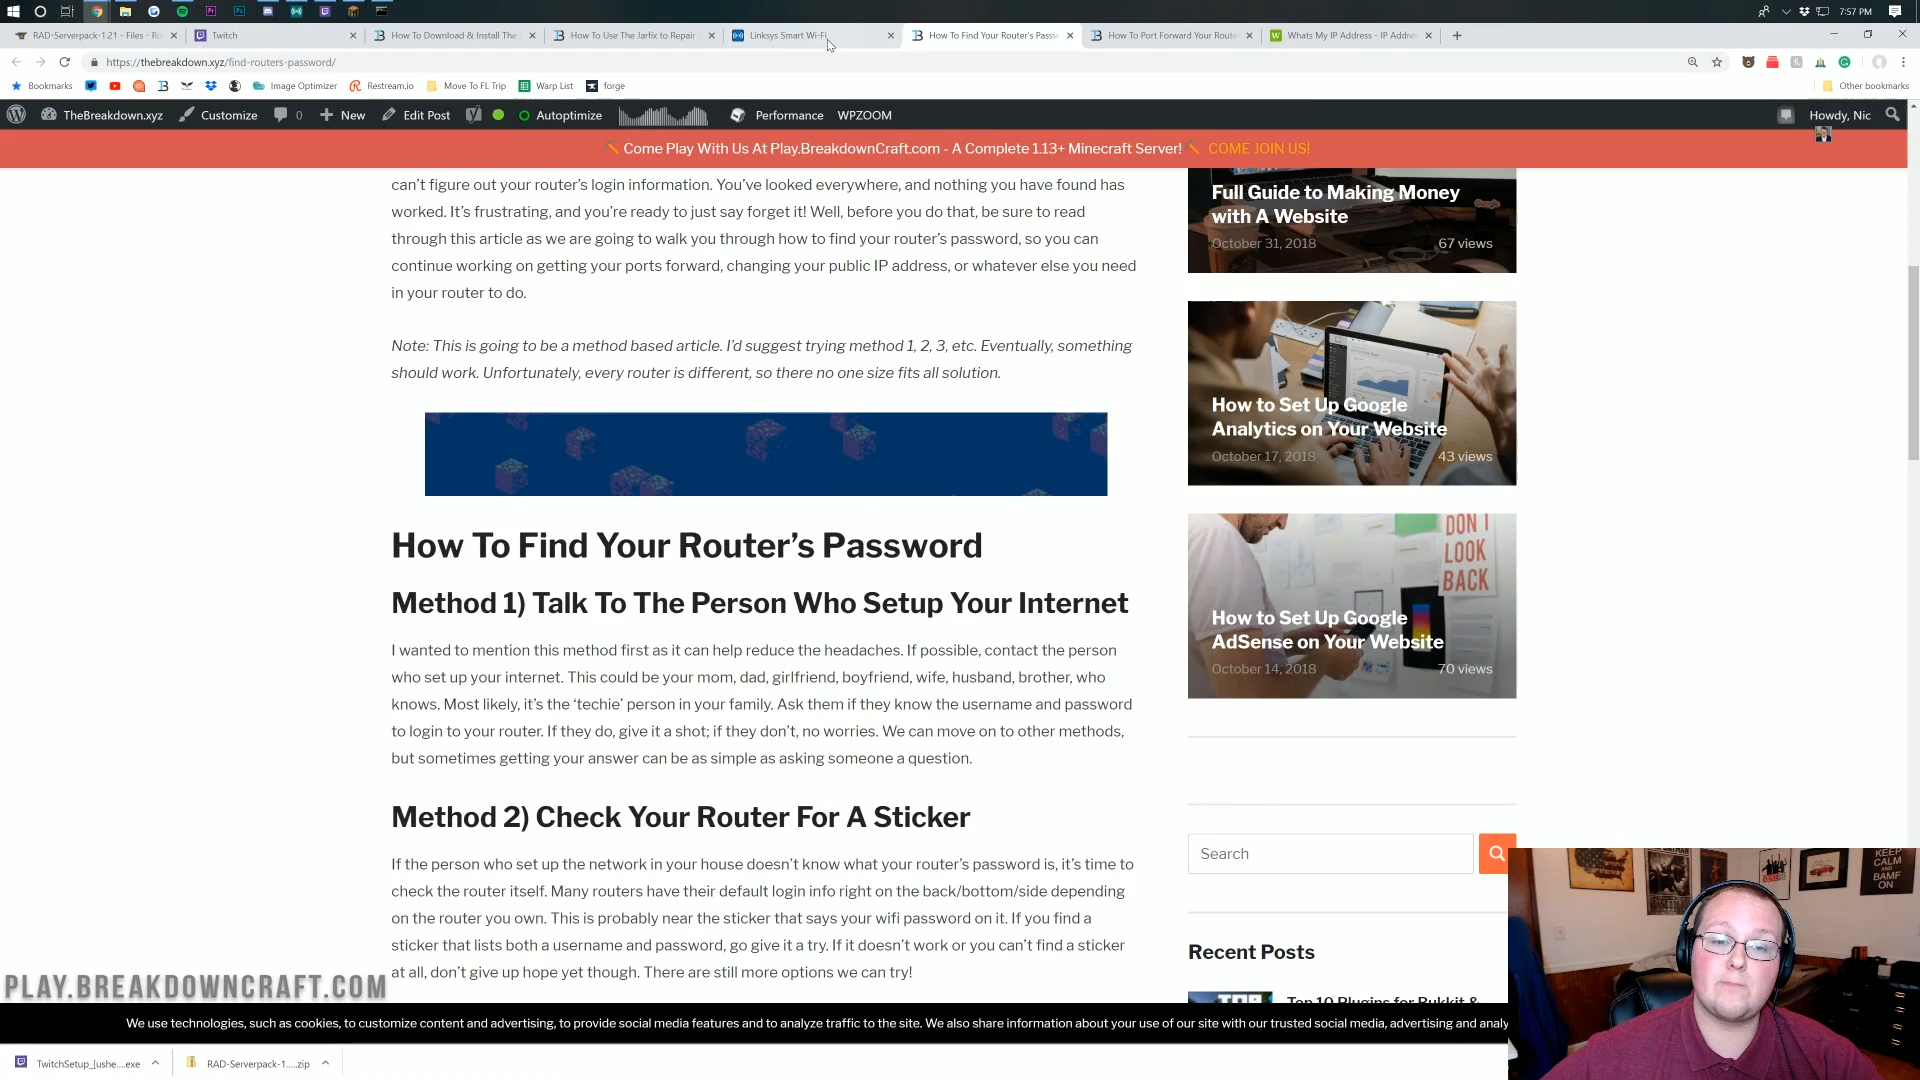 7:57 PM
RAD-Serverpack-1.21 - Files - Ro
Twitch
How To Download & Install The
How To Use The Jarfix to Repair
Linksys Smart Wi-Fi
How To Find Your Router's Passw
How To Port Forward Your Router
Whats My IP Address - IP Addres
https://thebreakdown.xyz/find-routers-password/
Bookmarks
Image Optimizer
Restream.io
Move To FL Trip
Warp List
forge
Other bookmarks
TheBreakdown.xyz
Customize
0
New
Edit Post
Autoptimize
Performance
WPZOOM
Howdy, Nic
Come Play With Us At Play.BreakdownCraft.com - A Complete 1.13+ Minecraft Server! COME JOIN US!
can't figure out your router's login information. You've looked everywhere, and nothing you have found has
worked. It's frustrating, and you're ready to just say forget it! Well, before you do that, be sure to read
through this article as we are going to walk you through how to find your router's password, so you can
continue working on getting your ports forward, changing your public IP address, or whatever else you need
in your router to do.
Note: This is going to be a method based article. I'd suggest trying method 1, 2, 3, etc. Eventually, something
should work. Unfortunately, every router is different, so there no one size fits all solution.
How To Find Your Router's Password
Method 1) Talk To The Person Who Setup Your Internet
I wanted to mention this method first as it can help reduce the headaches. If possible, contact the person
who set up your internet. This could be your mom, dad, girlfriend, boyfriend, wife, husband, brother, who
knows. Most likely, it's the 'techie' person in your family. Ask them if they know the username and password
to login to your router. If they do, give it a shot; if they don't, no worries. We can move on to other methods,
but sometimes getting your answer can be as simple as asking someone a question.
Method 2) Check Your Router For A Sticker
If the person who set up the network in your house doesn't know what your router's password is, it's time to
check the router itself. Many routers have their default login info right on the back/bottom/side depending
on the router you own. This is probably near the sticker that says your wifi password on it. If you find a
sticker that lists both a username and password, go give it a try. If it doesn't work or you can't find a sticker
at all, don't give up hope yet though. There are still more options we can try!
Full Guide to Making Money
with A Website
October 31, 2018
67 views
How to Set Up Google
Analytics on Your Website
October 17, 2018
43 views
DON'T
LOOK
BACK
How to Set Up Google
AdSense on Your Website
October 14, 2018
70 views
Search
Recent Posts
Top 10 Plugins for Bukkit &
KEEP
CALM
AND
BAMF
ON
PLAY.BREAKDOWNCRAFT.COM
We use technologies, such as cookies, to customize content and advertising, to provide social media features and to analyze traffic to the site. We also share information about your use of our site with our trusted social media, advertising and analy
TwitchSetup_[ushe....exe
RAD-Serverpack-1.....zip